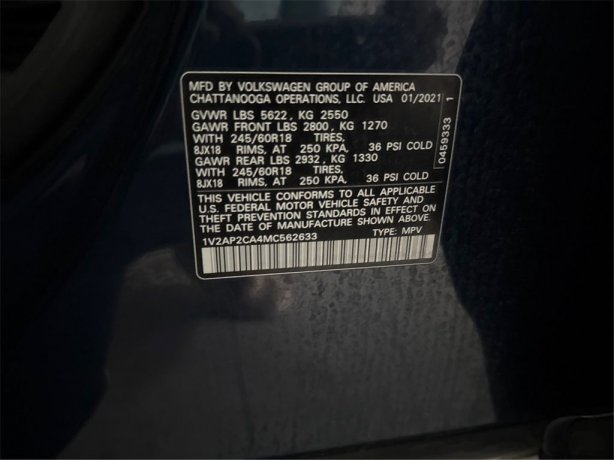 MFD BY VOLKSWAGEN GROUP OF AMERICA
CHATTANOOGA OPERATIONS, LLC. USA 01/2021
GVWR LBS 5622 , KG 2550
GAWR FRONT LBS 2800 , KG 1270
WITH 245/60R18 TIRES,
8JX18 RIMS, AT 250 KPA, 36 PSI COLD
GAWR REAR LBS 2932 , KG 1330
WITH 245/60R18 TIRES,
8JX18 RIMS, AT 250 KPA, 36 PSI COLD
THIS VEHICLE CONFORMS TO ALL APPLICABLE
U.S. FEDERAL MOTOR VEHICLE SAFETY AND
THEFT PREVENTION STANDARDS IN EFFECT ON
THE DATE OF MANUFACTURE SHOWN ABOVE.
1V2AP2CA4MC562633 TYPE: MPV
0459333 1